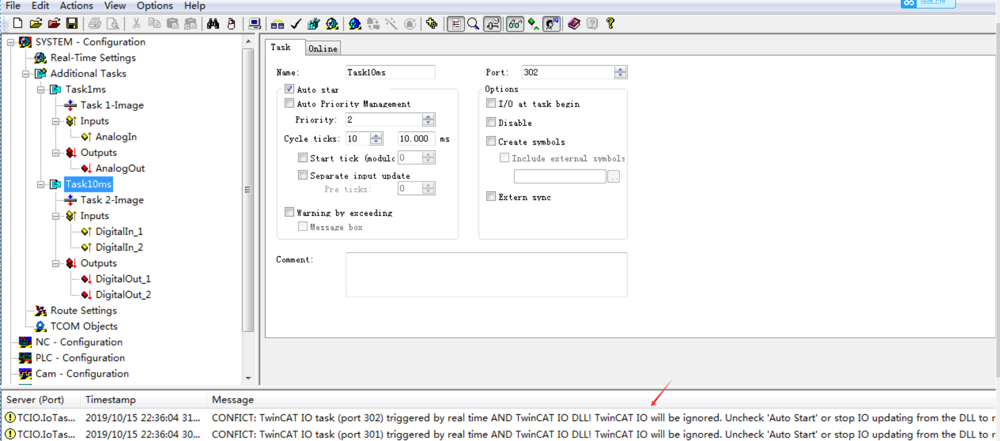 拖拽上传
File Edit Actions View Options Help
SYSTEM - Configuration
Real-Time Settings
Additional Tasks
Task1ms
Task 1-Image
Inputs
AnalogIn
Outputs
AnalogOut
Task10ms
Task 2-Image
Inputs
DigitalIn_1
DigitalIn_2
Outputs
DigitalOut_1
DigitalOut_2
Route Settings
TCOM Objects
NC - Configuration
PLC - Configuration
Cam - Configuration
Task Online
Name: Task10ms Port: 302
Auto star
Auto Priority Management
Priority: 2
Cycle ticks: 10 10.000 ms
Start tick (modulo 0
Separate input update
Pre ticks: 0
Warning by exceeding
Message box
Options
I/O at task begin
Disable
Create symbols
Include external symbols
..
Extern sync
Comment:
Server (Port) Timestamp Message
TCIO.IoTas... 2019/10/15 22:36:04 31... CONFICT: TwinCAT IO task (port 302) triggered by real time AND TwinCAT IO DLL! TwinCAT IO will be ignored. Uncheck 'Auto Start' or stop IO updating from the DLL to r
TCIO.IoTas... 2019/10/15 22:36:04 30... CONFICT: TwinCAT IO task (port 301) triggered by real time AND TwinCAT IO DLL! TwinCAT IO will be ignored. Uncheck 'Auto Start' or stop IO updating from the DLL to r